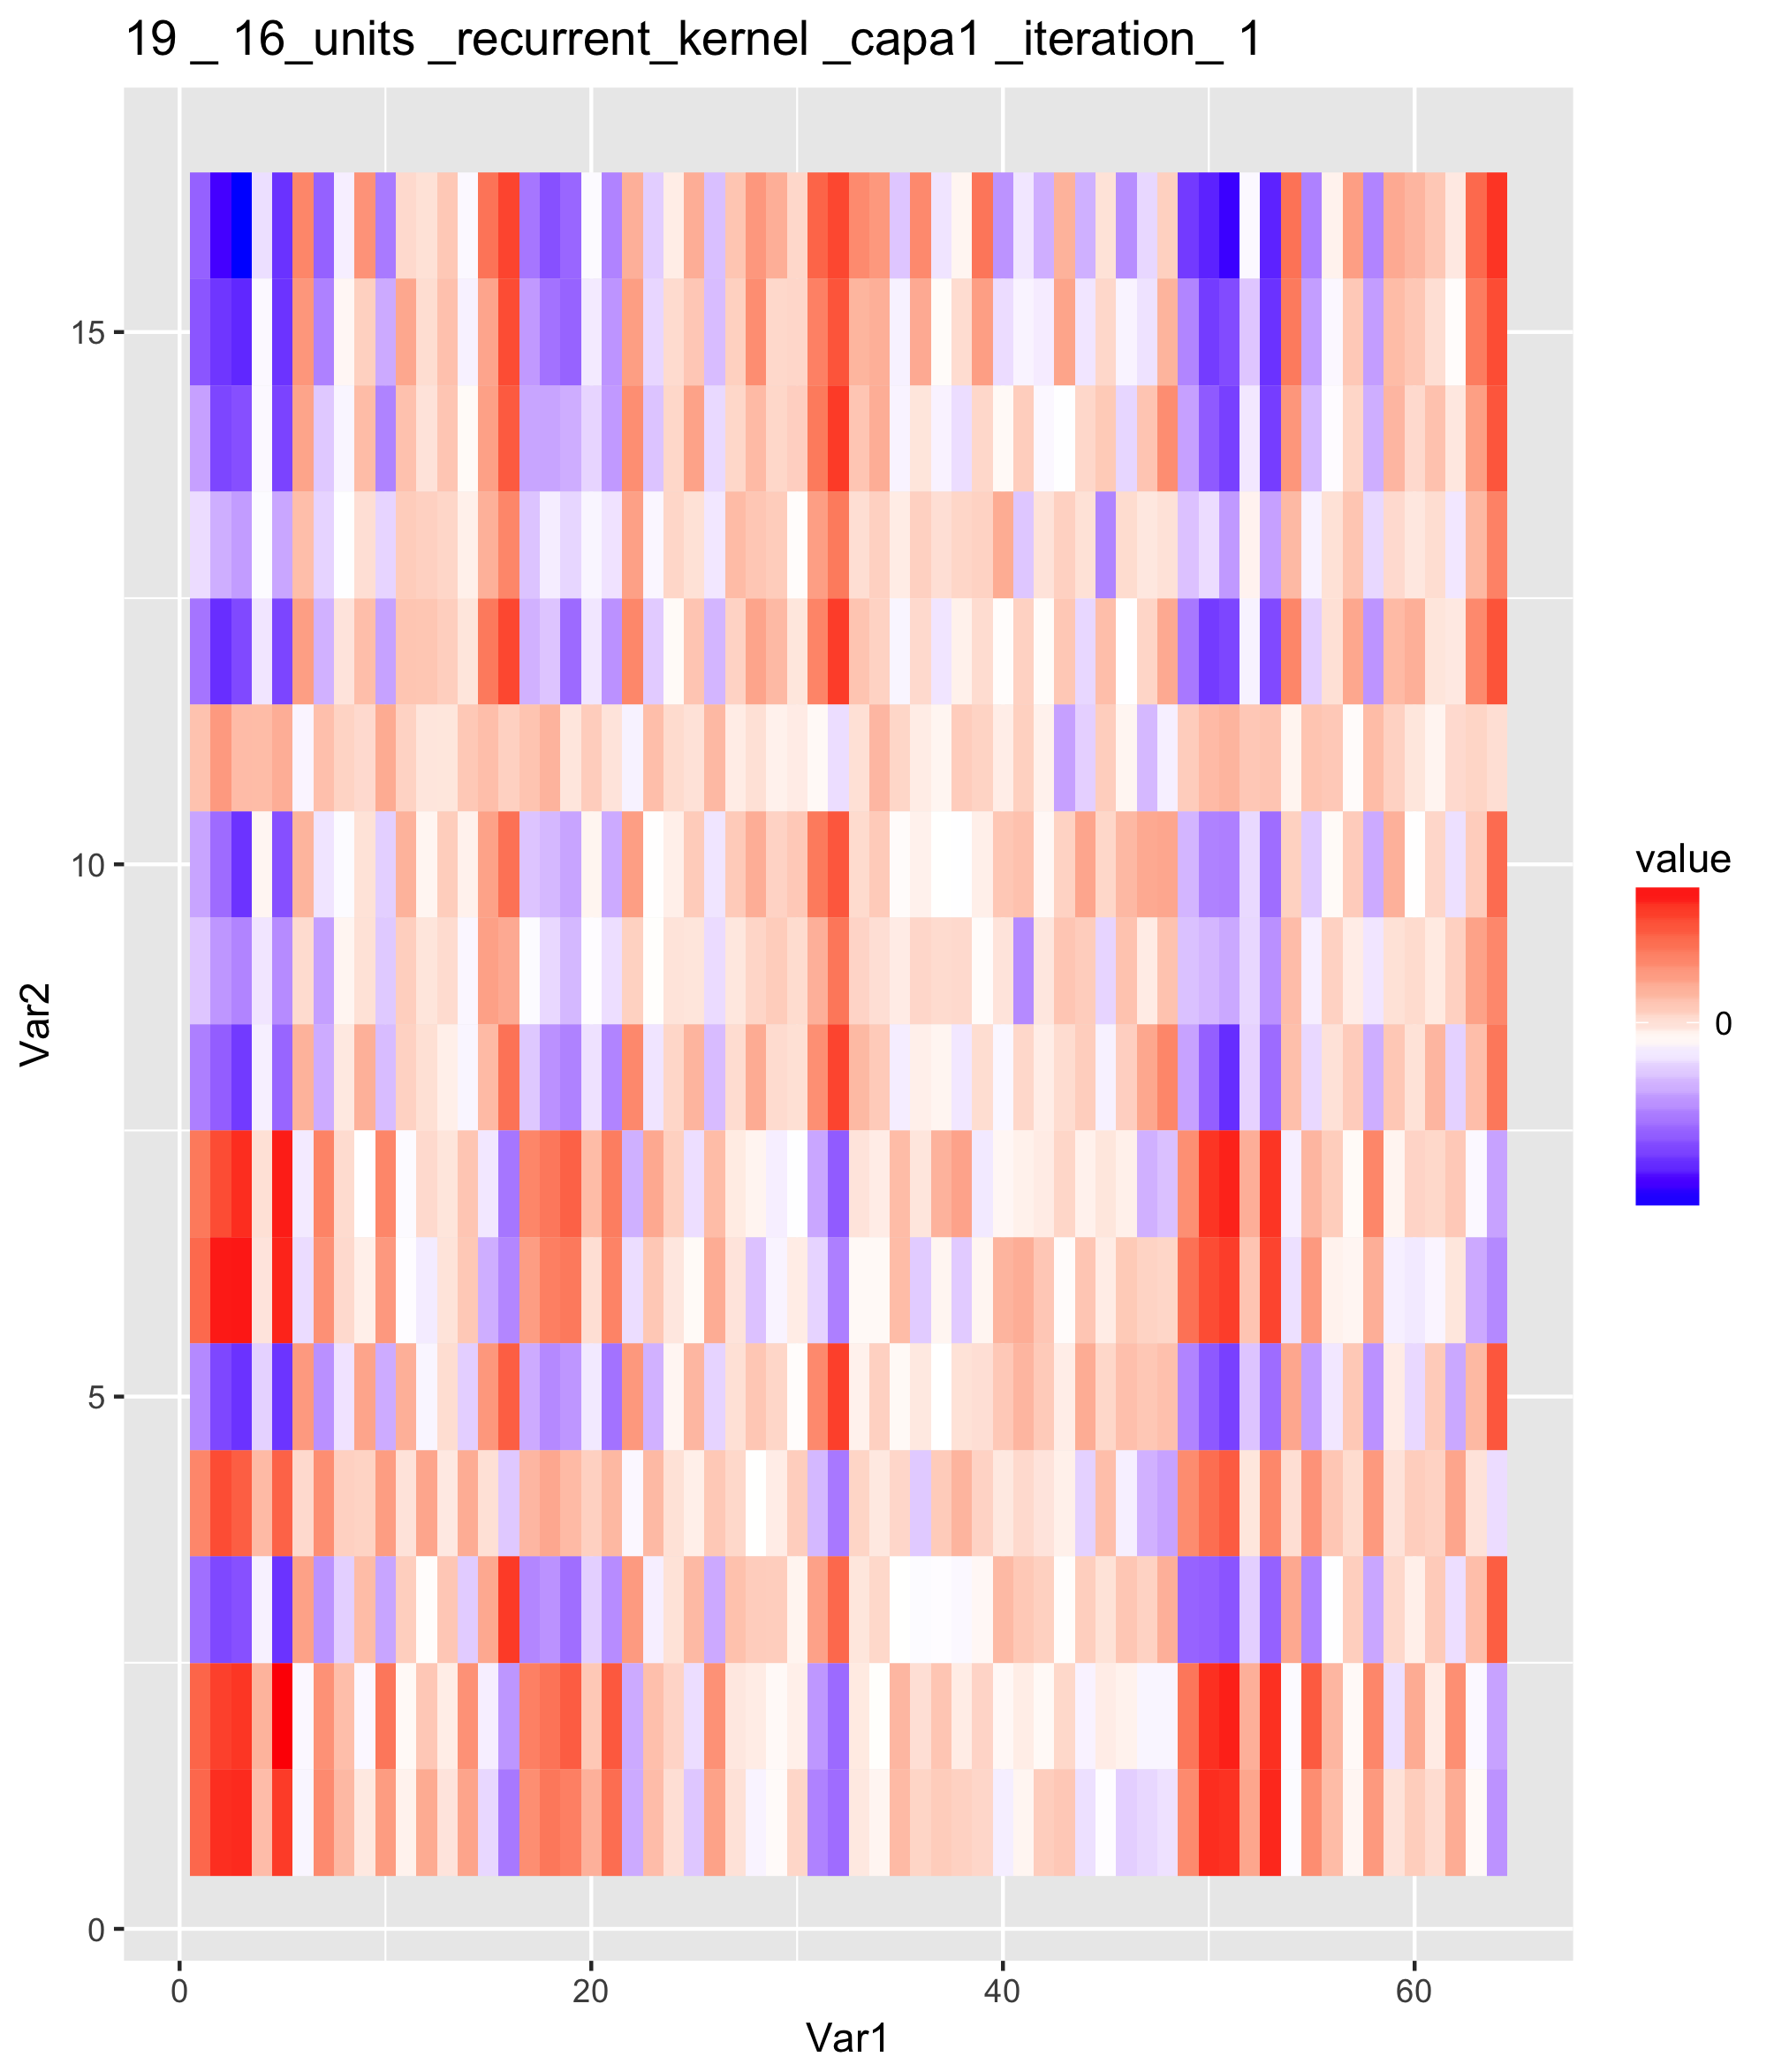 19 _ 16_units _recurrent_kernel _capa1 _iteration_ 1
15
10
5
0
0
20
40
60
Var1
Var2
value
0